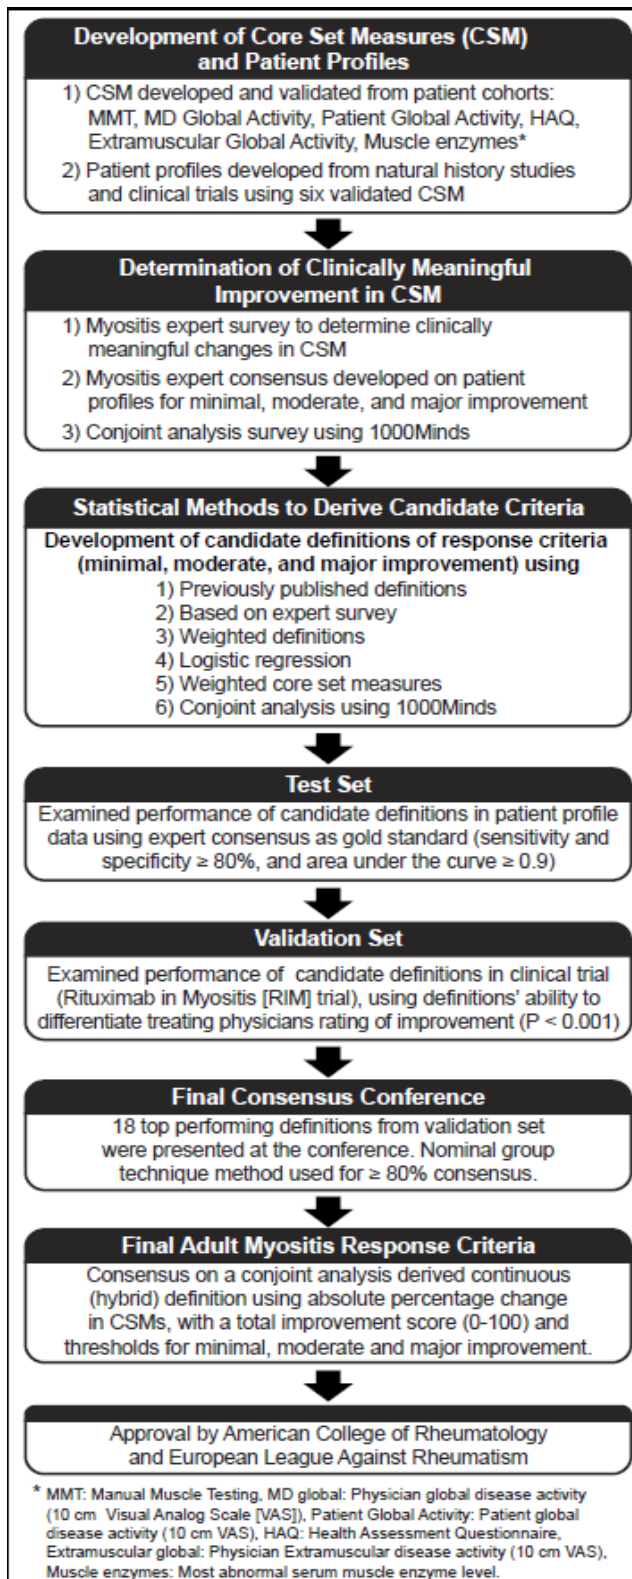 Development of Core Set Measures (CSM)
and Patient Profiles
1) CSM developed and validated from patient cohorts:
MMT, MD Global Activity, Patient Global Activity, HAQ,
Extramuscular Global Activity, Muscle enzymes*
2) Patient profiles developed from natural history studies
and clinical trials using six validated CSM
Determination of Clinically Meaningful
Improvement in CSM
1) Myositis expert survey to determine clinically
meaningful changes in CSM
2) Myositis expert consensus developed on patient
profiles for minimal, moderate, and major improvement
3) Conjoint analysis survey using 1000Minds
Statistical Methods to Derive Candidate Criteria
Development of candidate definitions of response criteria
(minimal, moderate, and major improvement) using
1) Previously published definitions
2) Based on expert survey
3) Weighted definitions
4) Logistic regression
5) Weighted core set measures
6) Conjoint analysis using 1000Minds
Test Set
Examined performance of candidate definitions in patient profile
data using expert consensus as gold standard (sensitivity and
specificity ≥ 80%, and area under the curve ≥ 0.9)
Validation Set
Examined performance of candidate definitions in clinical trial
(Rituximab in Myositis [RIM] trial), using definitions' ability to
differentiate treating physicians rating of improvement (P < 0.001)
Final Consensus Conference
18 top performing definitions from validation set
were presented at the conference. Nominal group
technique method used for ≥ 80% consensus.
Final Adult Myositis Response Criteria
Consensus on a conjoint analysis derived continuous
(hybrid) definition using absolute percentage change
in CSMs, with a total improvement score (0-100) and
thresholds for minimal, moderate and major improvement.
Approval by American College of Rheumatology
and European League Against Rheumatism
* MMT: Manual Muscle Testing, MD global: Physician global disease activity
(10 cm Visual Analog Scale [VAS]), Patient Global Activity: Patient global
disease activity (10 cm VAS), HAQ: Health Assessment Questionnaire,
Extramuscular global: Physician Extramuscular disease activity (10 cm VAS),
Muscle enzymes: Most abnormal serum muscle enzyme level.